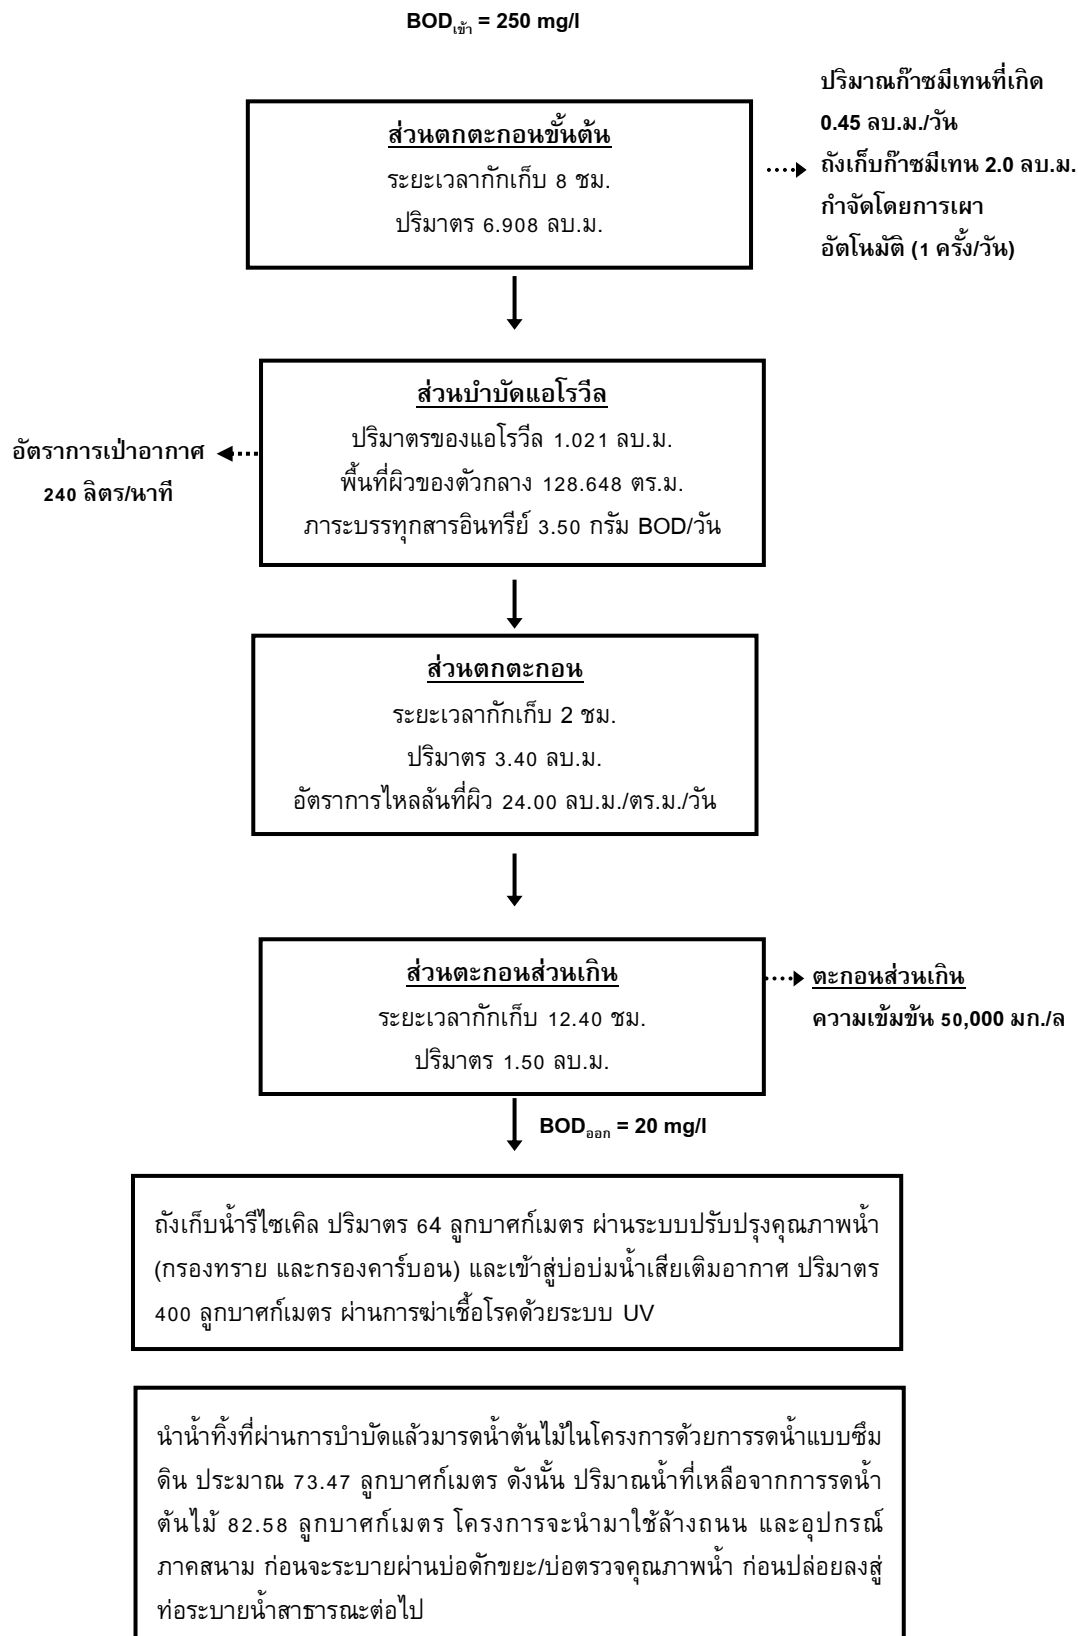 BODเข้า = 250 mg/l
ปริมาณก๊าซมีเทนที่เกิด
0.45 ลบ.ม./วัน
ถังเก็บก๊าซมีเทน 2.0 ลบ.ม.
กำจัดโดยการเผา
อัตโนมัติ (1 ครั้ง/วัน)
ส่วนตกตะกอนขั้นต้น
ระยะเวลากักเก็บ 8 ชม.
ปริมาตร 6.908 ลบ.ม.
ส่วนบำบัดแอโรวีล
ปริมาตรของแอโรวีล 1.021 ลบ.ม.
พื้นที่ผิวของตัวกลาง 128.648 ตร.ม.
ภาระบรรทุกสารอินทรีย์ 3.50 กรัม BOD/วัน
อัตราการเป่าอากาศ
240 ลิตร/นาที
ส่วนตกตะกอน
ระยะเวลากักเก็บ 2 ชม.
ปริมาตร 3.40 ลบ.ม.
อัตราการไหลล้นที่ผิว 24.00 ลบ.ม./ตร.ม./วัน
ส่วนตะกอนส่วนเกิน
ระยะเวลากักเก็บ 12.40 ชม.
ปริมาตร 1.50 ลบ.ม.
ตะกอนส่วนเกิน
ความเข้มข้น 50,000 มก./ล
BODออก = 20 mg/l
ถังเก็บน้ำรีไซเคิล ปริมาตร 64 ลูกบาศก์เมตร ผ่านระบบปรับปรุงคุณภาพน้ำ
(กรองทราย และกรองคาร์บอน) และเข้าสู่บ่อบ่มน้ำเสียเติมอากาศ ปริมาตร
400 ลูกบาศก์เมตร ผ่านการฆ่าเชื้อโรคด้วยระบบ UV
นำน้ำทิ้งที่ผ่านการบำบัดแล้วมารดน้ำต้นไม้ในโครงการด้วยการรดน้ำแบบซึม
ดิน ประมาณ 73.47 ลูกบาศก์เมตร ดังนั้น ปริมาณน้ำที่เหลือจากการรดน้ำ
ต้นไม้ 82.58 ลูกบาศก์เมตร โครงการจะนำมาใช้ล้างถนน และอุปกรณ์
ภาคสนาม ก่อนจะระบายผ่านบ่อดักขยะ/บ่อตรวจคุณภาพน้ำ ก่อนปล่อยลงสู่
ท่อระบายน้ำสาธารณะต่อไป